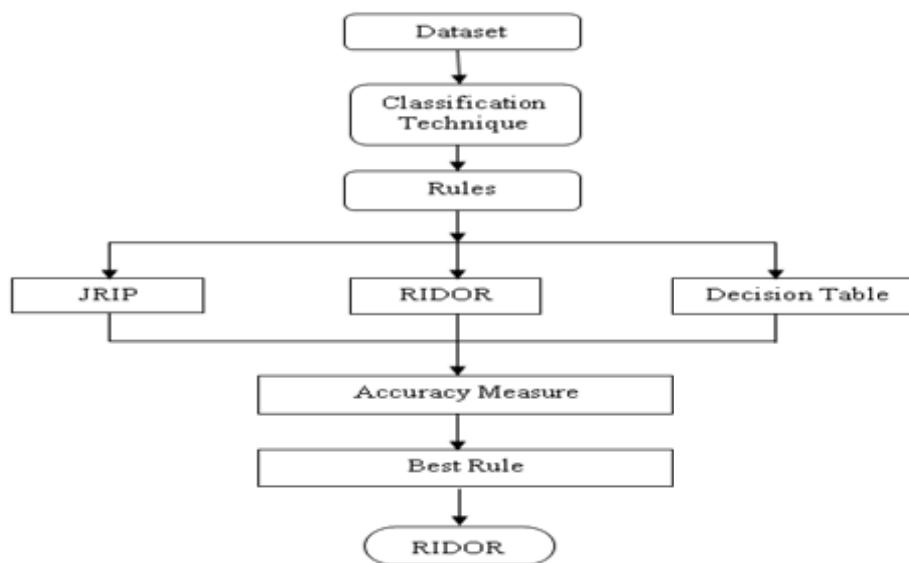 Dataset
Classification
Technique
Rules
JRIP
RIDOR
Decision Table
Accuracy Measure
Best Rule
RIDOR